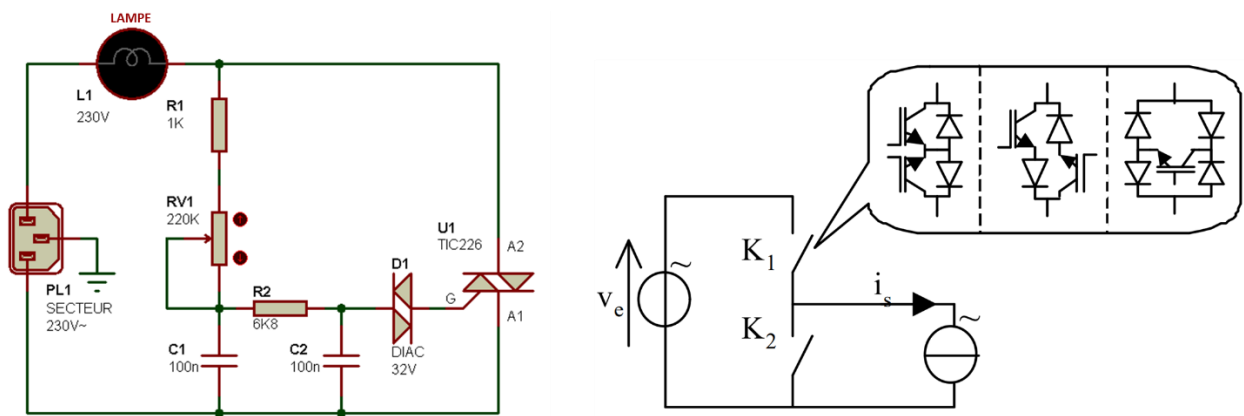 LAMPE
L1
230V
R1
1K
RV1
220K
U1
TIC226
A2
D1
G
PL1
SECTEUR
230V~
R2
6K8
A1
C1
100n
C2
100n
DIAC
32V
K1
~
ve
is
~
K2